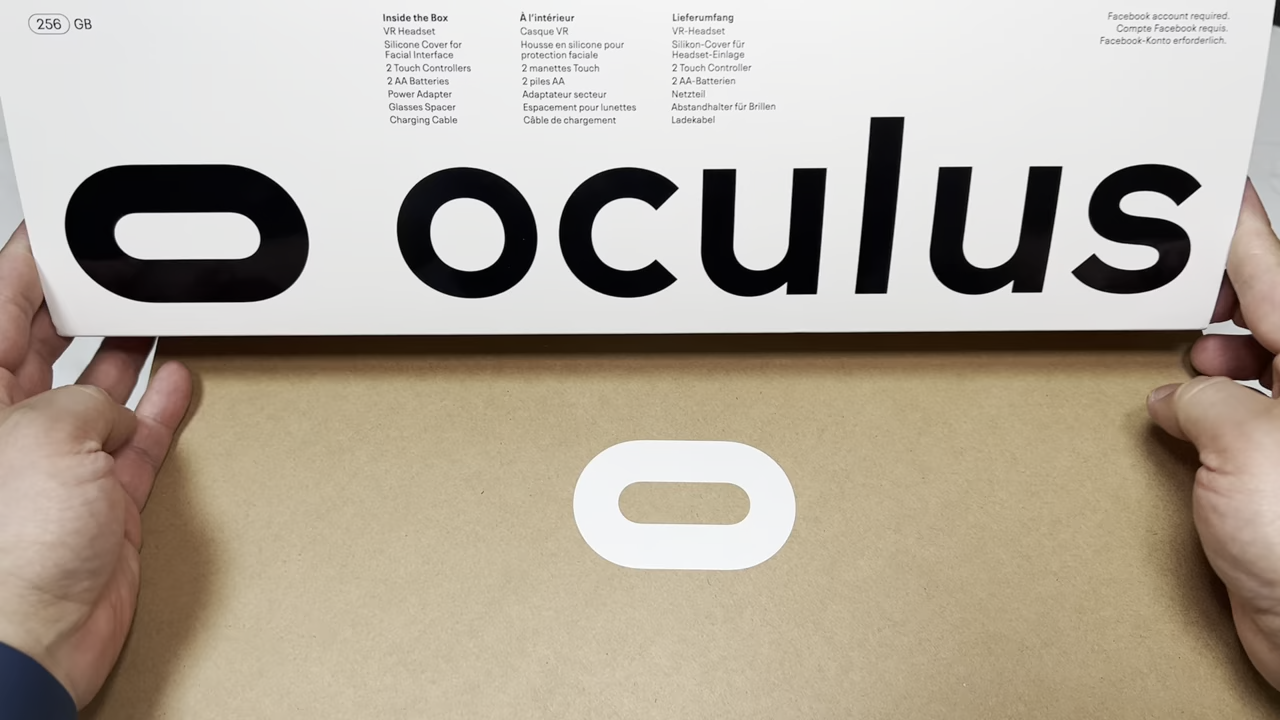 256 GB
Inside the Box
VR Headset
Silicone Cover for
Facial Interface
2 Touch Controllers
2 AA Batteries
Power Adapter
Glasses Spacer
Charging Cable
À l'intérieur
Casque VR
Housse en silicone pour
protection faciale
2 manettes Touch
2 piles AA
Adaptateur secteur
Espacement pour lunettes
Câble de chargement
Lieferumfang
VR-Headset
Silikon-Cover für
Headset-Einlage
2 Touch Controller
2 AA-Batterien
Netzteil
Abstandhalter für Brillen
Ladekabel
Facebook account required.
Compte Facebook requis.
Facebook-Konto erforderlich.
oculus